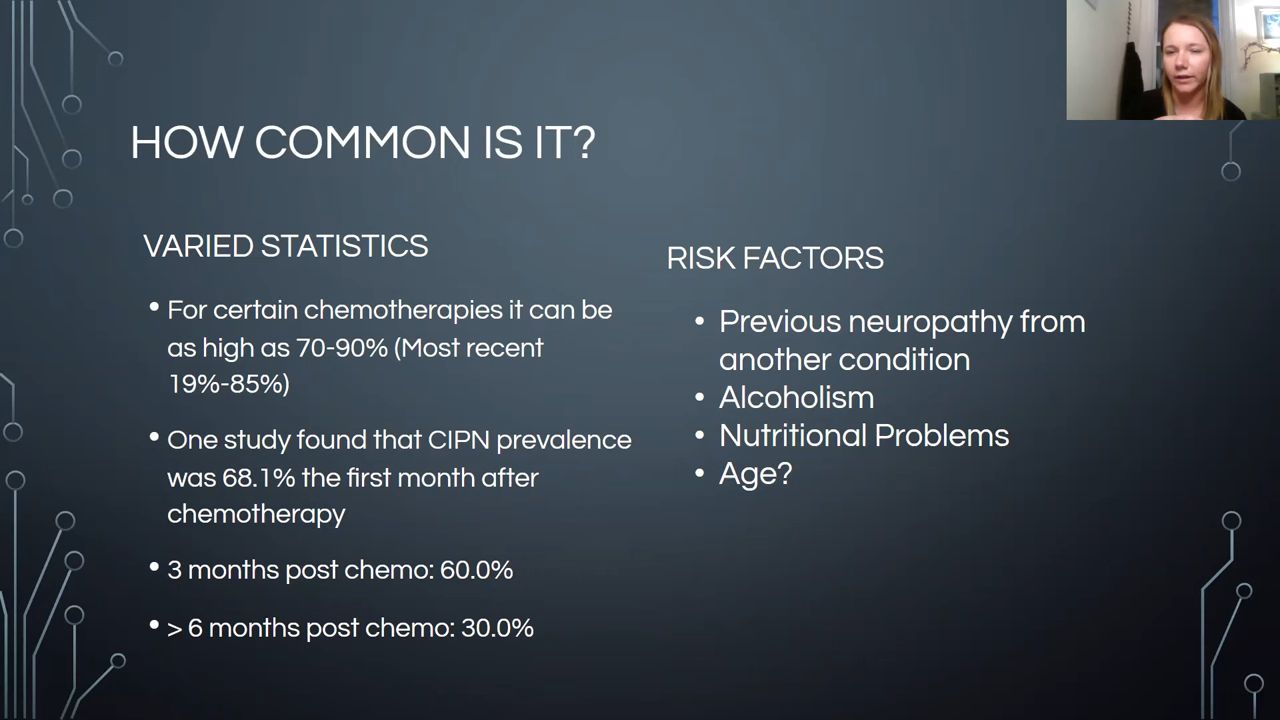 HOW COMMON IS IT?
VARIED STATISTICS
• For certain chemotherapies it can be
as high as 70-90% (Most recent
19%-85%)
• One study found that CIPN prevalence
was 68.1% the first month after
chemotherapy
• 3 months post chemo: 60.0%
• > 6 months post chemo: 30.0%
RISK FACTORS
• Previous neuropathy from
another condition
• Alcoholism
• Nutritional Problems
• Age?